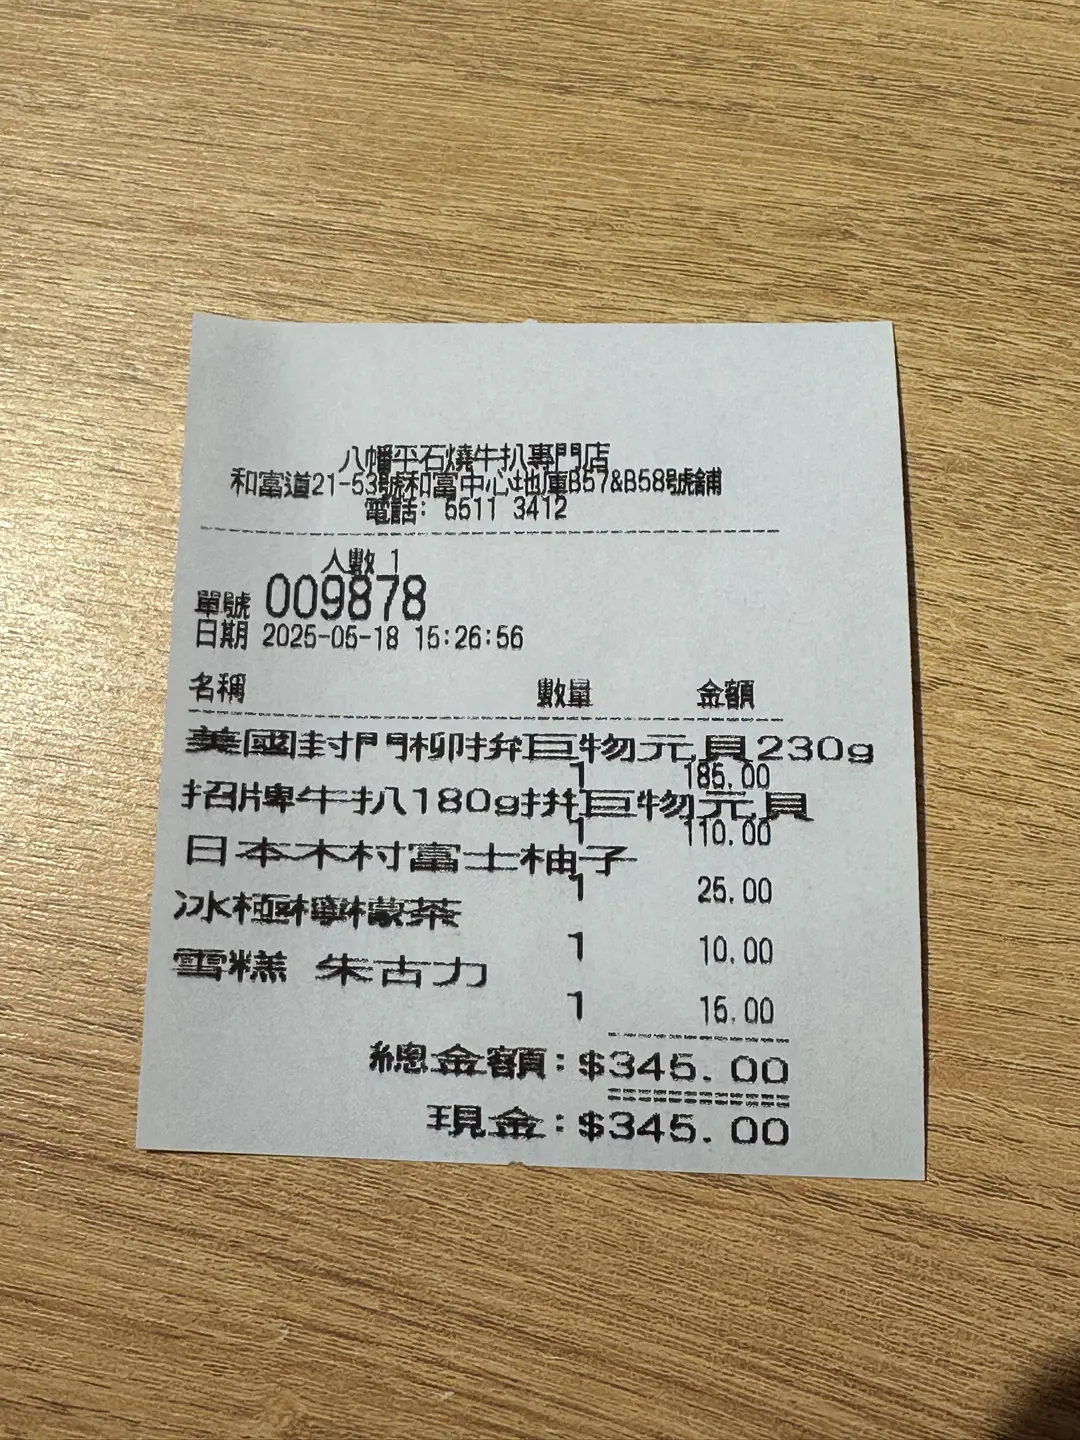 八幡平石燒牛扒專門店
和富道21-53號和富中心地庫B57&B58號舖
電話: 5511 3412
人數 1
單號 009878
日期 2025-05-18 15:26:56
名稱 數量 金額
美國封門柳拼巨物元貝230g
1 185.00
招牌牛扒180g拼巨物元貝
1 110.00
日本木村富士柚子
1 25.00
冰極檸檬茶
1 10.00
雪糕 朱古力
1 15.00
總金額:$345.00
現金:$345.00